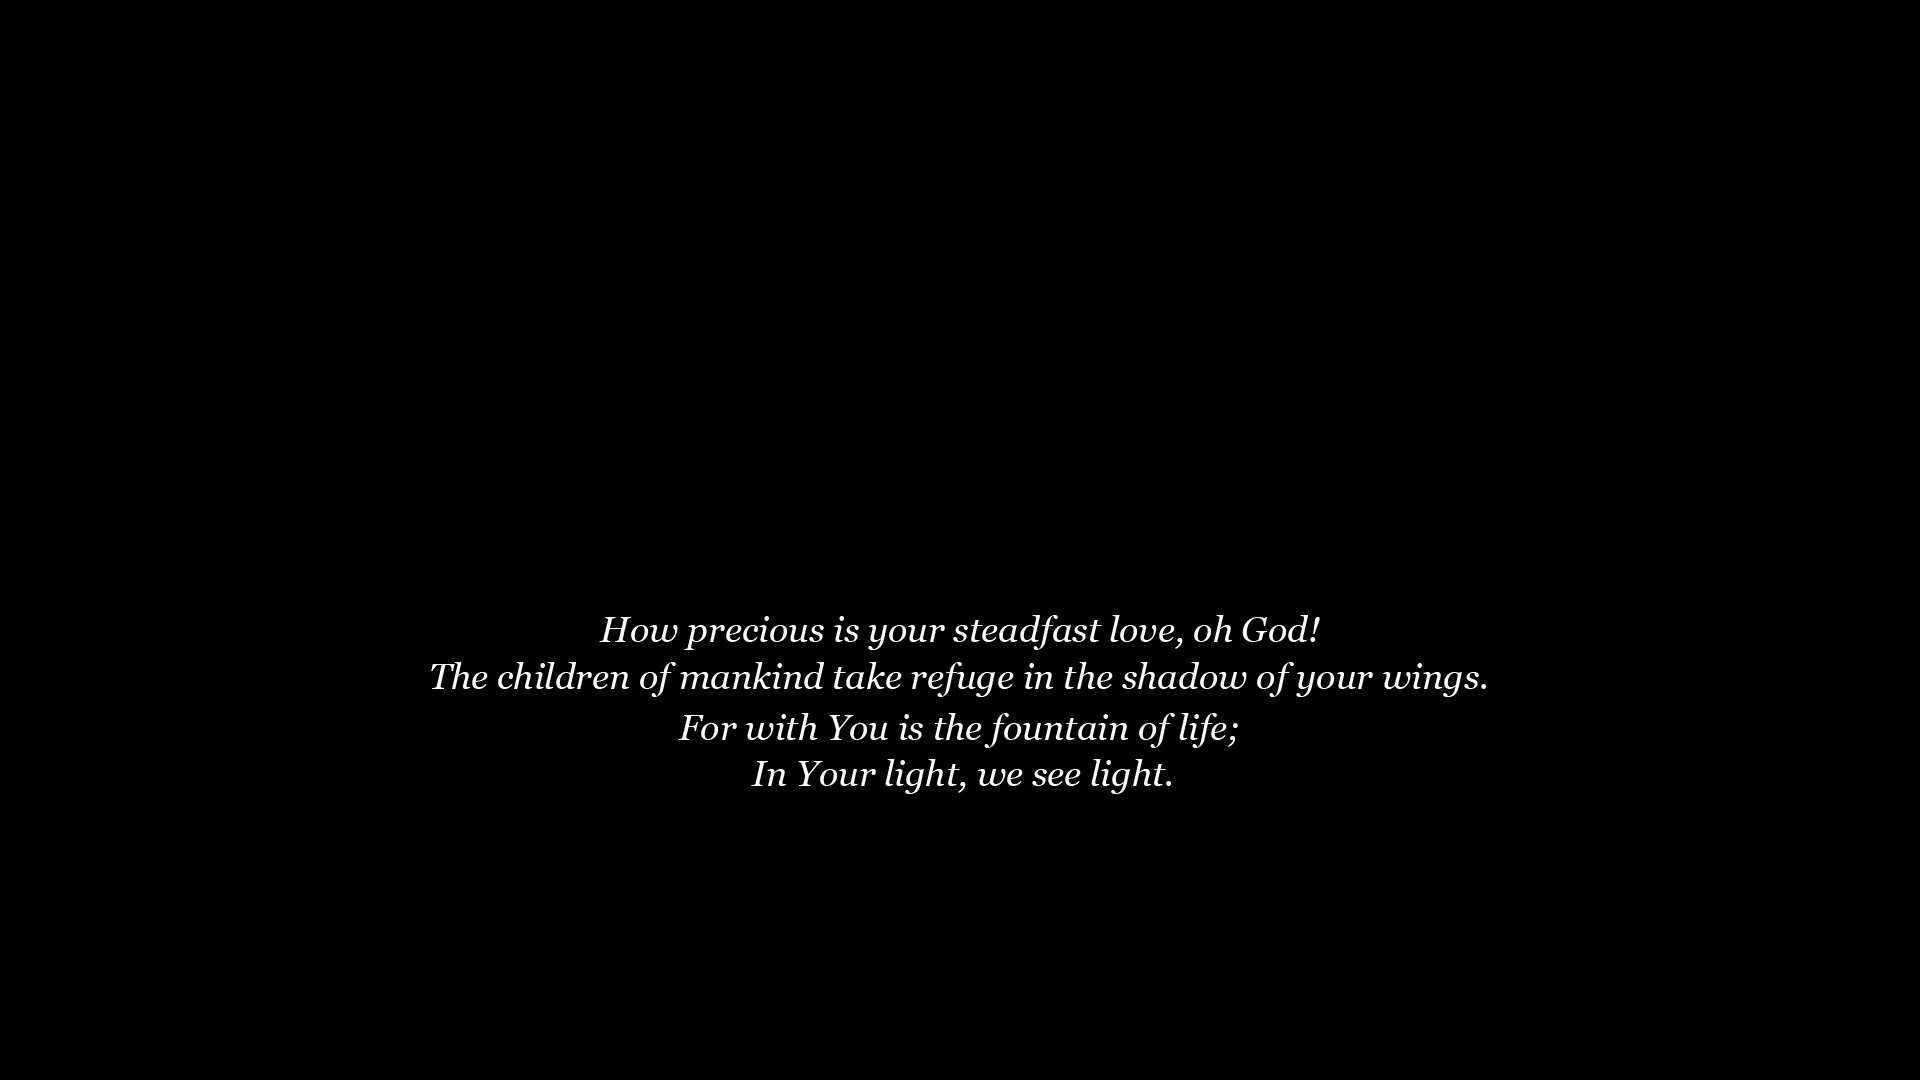 How precious is your steadfast love, oh God!
The children of mankind take refuge in the shadow of your wings.
For with You is the fountain of life;
In Your light, we see light.